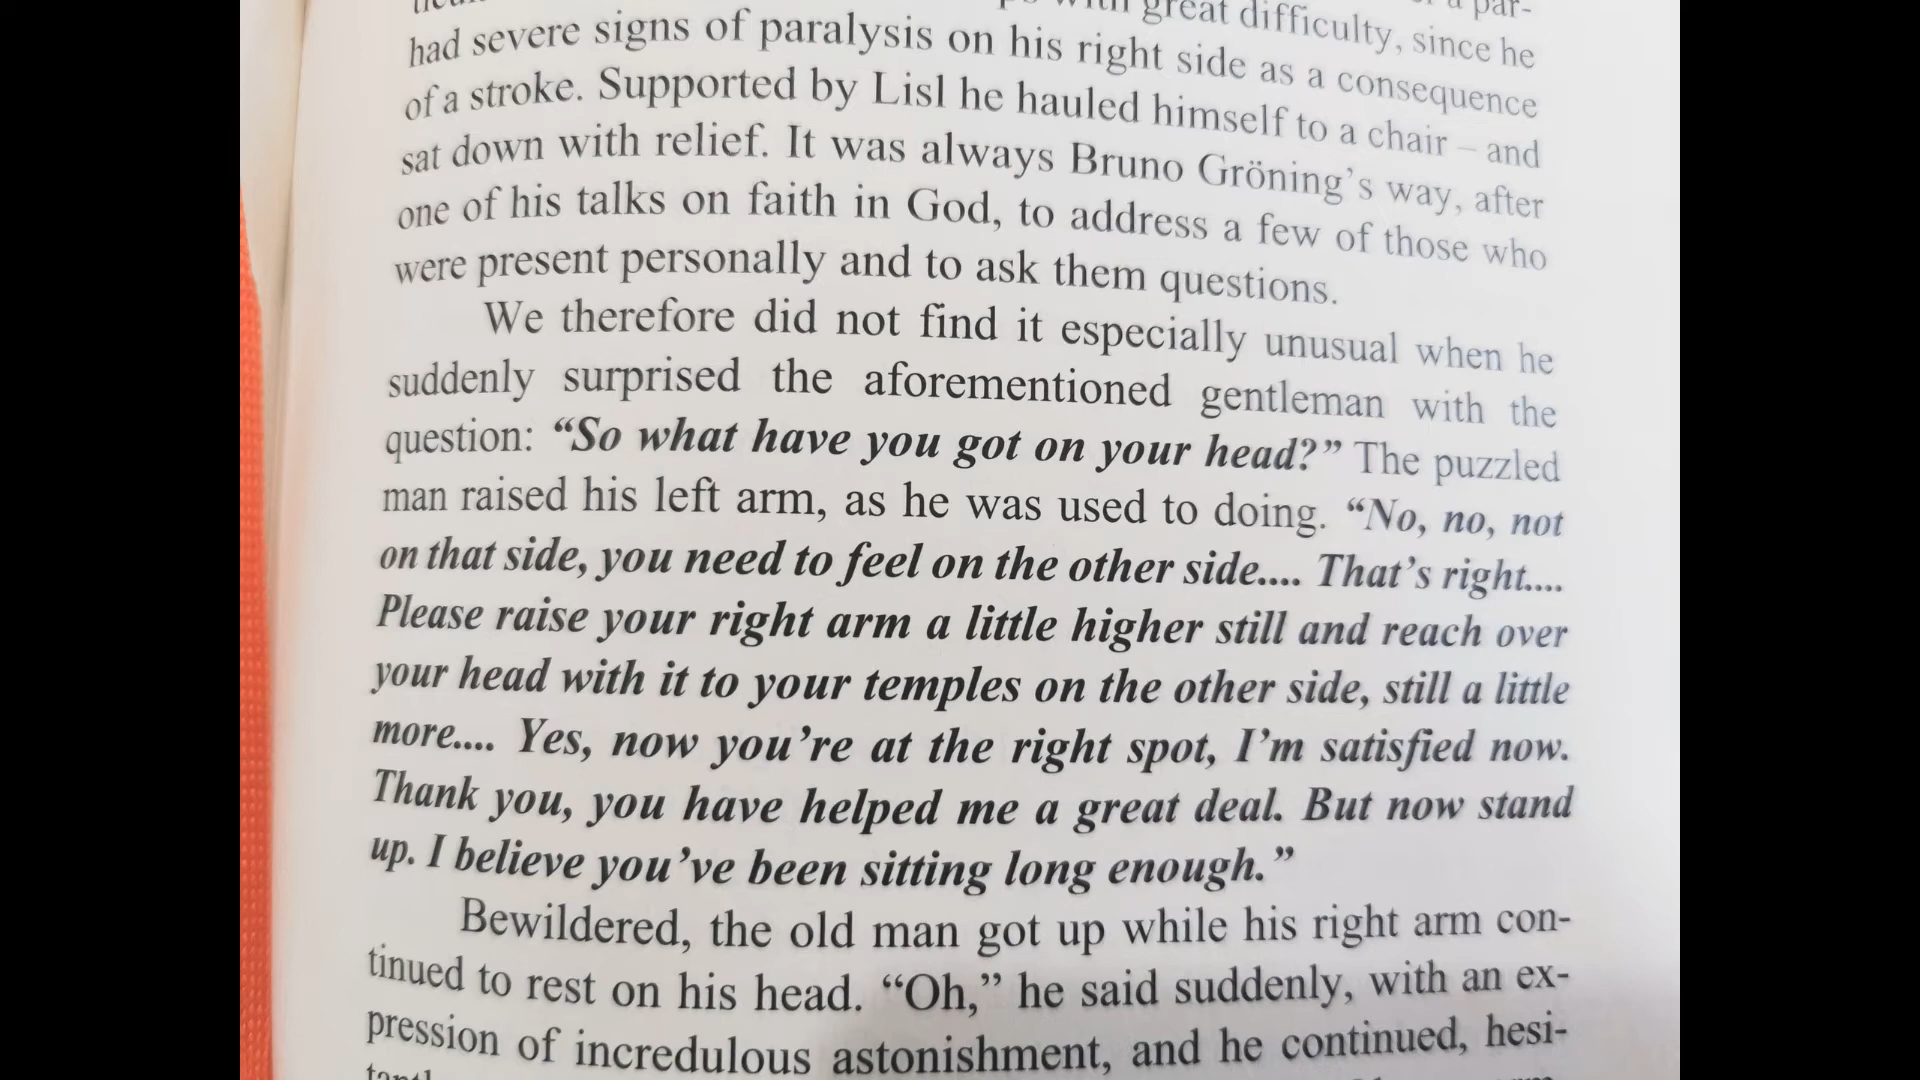 with great difficulty, since he
had severe signs of paralysis on his right side as a consequence
of a stroke. Supported by Lisl he hauled himself to a chair – and
sat down with relief. It was always Bruno Gröning's way, after
one of his talks on faith in God, to address a few of those who
were present personally and to ask them questions.
We therefore did not find it especially unusual when he
suddenly surprised the aforementioned gentleman with the
question: “So what have you got on your head?” The puzzled
man raised his left arm, as he was used to doing. “No, no, not
on that side, you need to feel on the other side.... That’s right....
Please raise your right arm a little higher still and reach over
your head with it to your temples on the other side, still a little
more.... Yes, now you’re at the right spot, I’m satisfied now.
Thank you, you have helped me a great deal. But now stand
up. I believe you’ve been sitting long enough.”
Bewildered, the old man got up while his right arm con-
tinued to rest on his head. “Oh,” he said suddenly, with an ex-
pression of incredulous astonishment, and he continued, hesi-